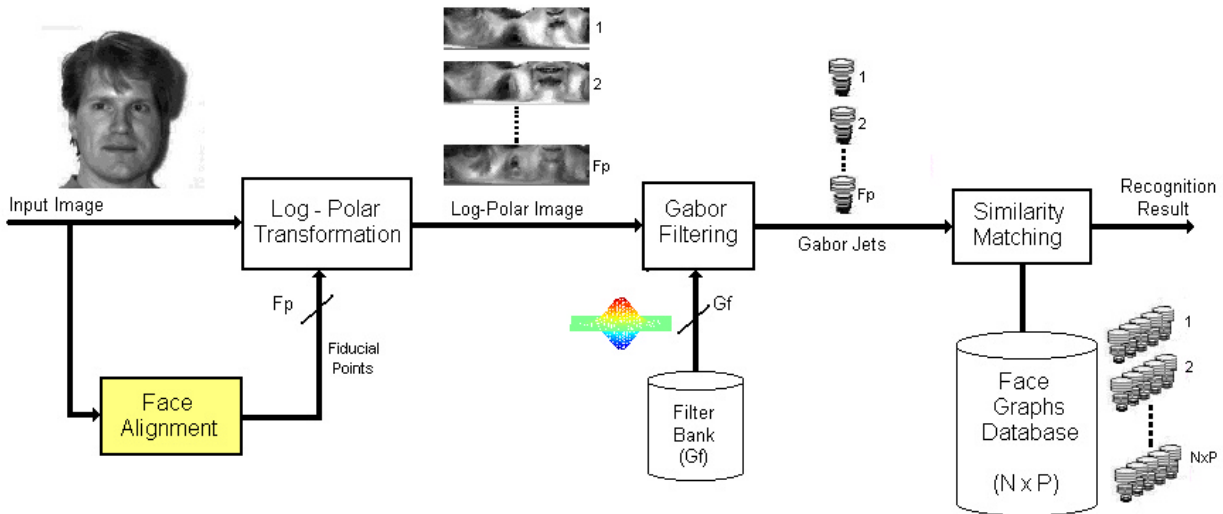 1
2
Fp
1
2
Fp
Input Image
Log - Polar
Transformation
Log-Polar Image
Gabor
Filtering
Gabor Jets
Similarity
Matching
Recognition
Result
Fp
Fiducial
Points
Gf
Face
Alignment
Filter
Bank
(Gf)
Face
Graphs
Database
(N x P)
1
2
NxP